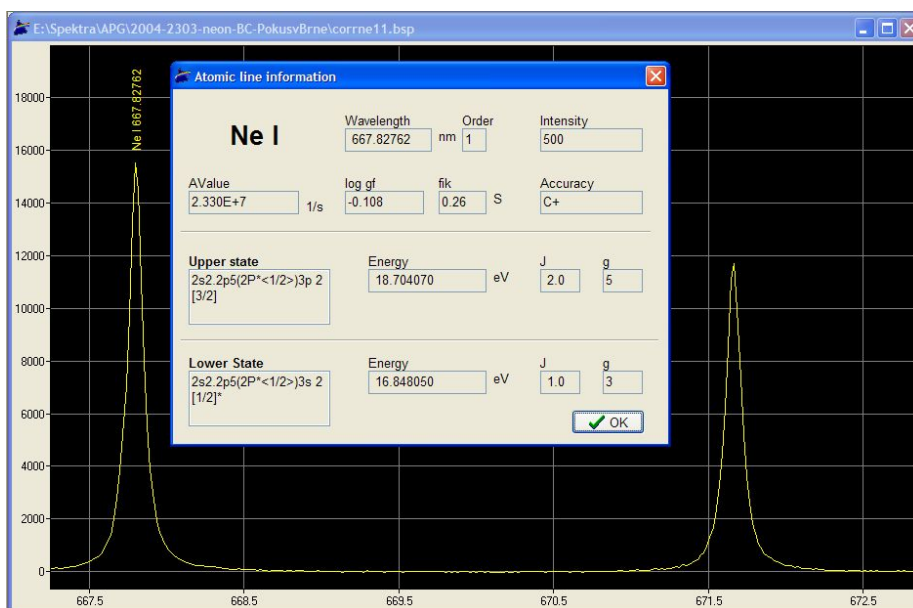 E:\Spektra\APG\2004-2303-neon-BC-PokusvBrne\corrne11.bsp
Ne I 667.82762
Atomic line information
Ne I
Wavelength Order Intensity
667.82762 nm 1 500
AValue log gf fik Accuracy
2.330E+7 1/s -0.108 0.26 S C+
Upper state Energy J g
2s2.2p5(2P*<1/2>)3p 2 18.704070 eV 2.0 5
[3/2]
Lower State Energy J g
2s2.2p5(2P*<1/2>)3s 2 16.848050 eV 1.0 3
[1/2]*
OK
18000
16000
14000
12000
10000
8000
6000
4000
2000
0
667.5 668.5 669.5 670.5 671.5 672.5